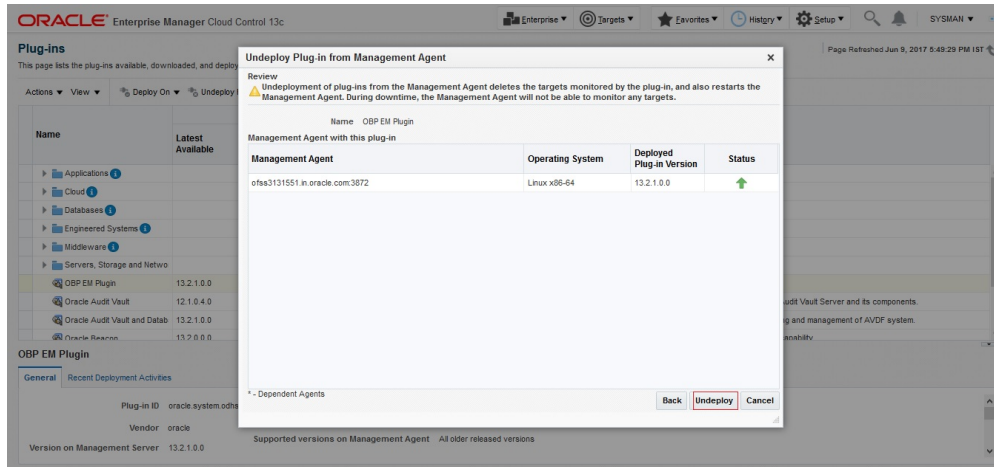 ORACLE Enterprise Manager Cloud Control 13c
Enterprise Targets Favorites History Setup SYSMAN
Plug-ins
Page Refreshed Jun 9, 2017 5:49:29 PM IST
This page lists the plug-ins available, downloaded, and deploy
Actions View Deploy On Undeploy
Name
Latest Available
Applications
Cloud
Databases
Engineered Systems
Middleware
Servers, Storage and Netwo
OBP EM Plugin 13.2.1.0.0
Oracle Audit Vault 12.1.0.4.0
udit Vault Server and its components.
Oracle Audit Vault and Datab 13.2.1.0.0
g and management of AVDF system.
Oracle Beacon 13.2.0.0.0
Undeploy Plug-in from Management Agent
Review
Undeployment of plug-ins from the Management Agent deletes the targets monitored by the plug-in, and also restarts the
Management Agent. During downtime, the Management Agent will not be able to monitor any targets.
Name OBP EM Plugin
Management Agent with this plug-in
Management Agent Operating System Deployed Plug-in Version Status
ofss3131551.in.oracle.com:3872 Linux x86-64 13.2.1.0.0
* - Dependent Agents
Back Undeploy Cancel
OBP EM Plugin
General Recent Deployment Activities
Plug-in ID oracle.system.odhs
Vendor oracle
Version on Management Server 13.2.1.0.0
Supported versions on Management Agent All older released versions